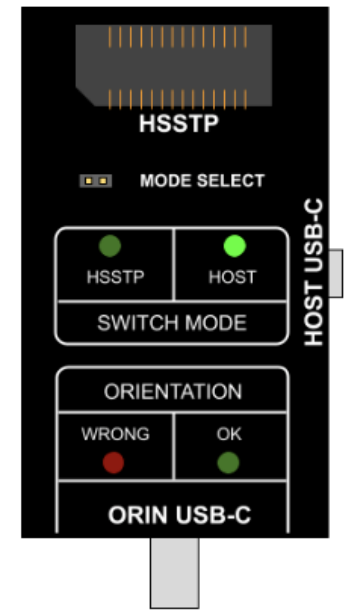 HSSTP
MODE SELECT
HSSTP HOST
SWITCH MODE
HOST USB-C
ORIENTATION
WRONG OK
ORIN USB-C